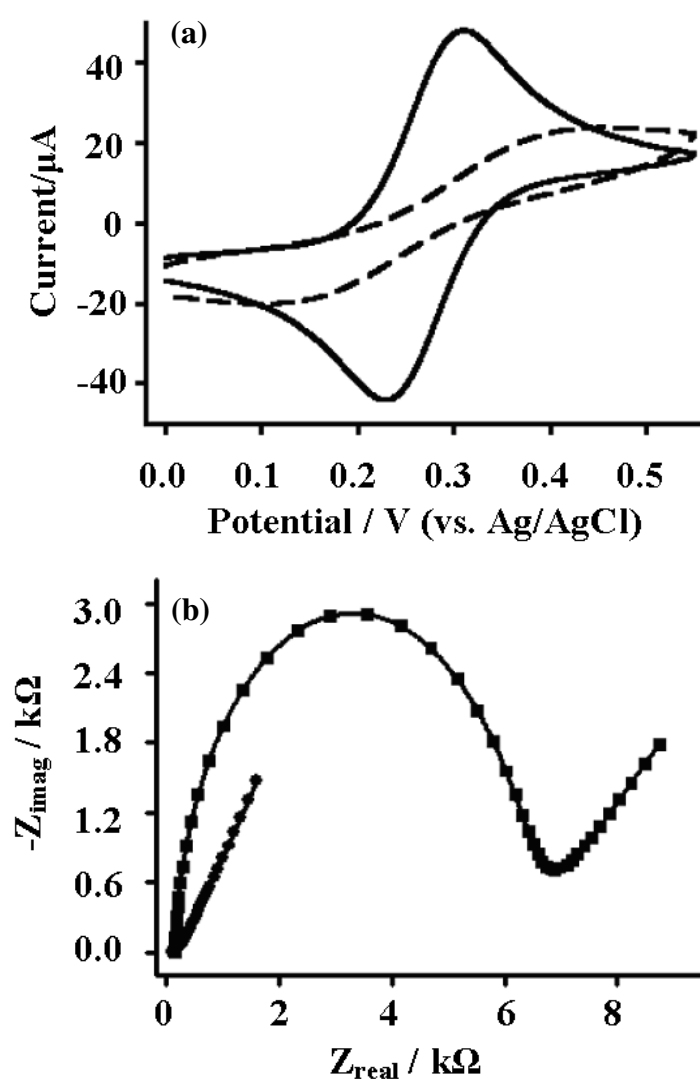 (a)
40
20
0
-20
-40
Current/µA
0.0 0.1 0.2 0.3 0.4 0.5
Potential / V (vs. Ag/AgCl)
(b)
3.0
2.4
1.8
1.2
0.6
0.0
-Zimag / kΩ
0 2 4 6 8
Zreal / kΩ